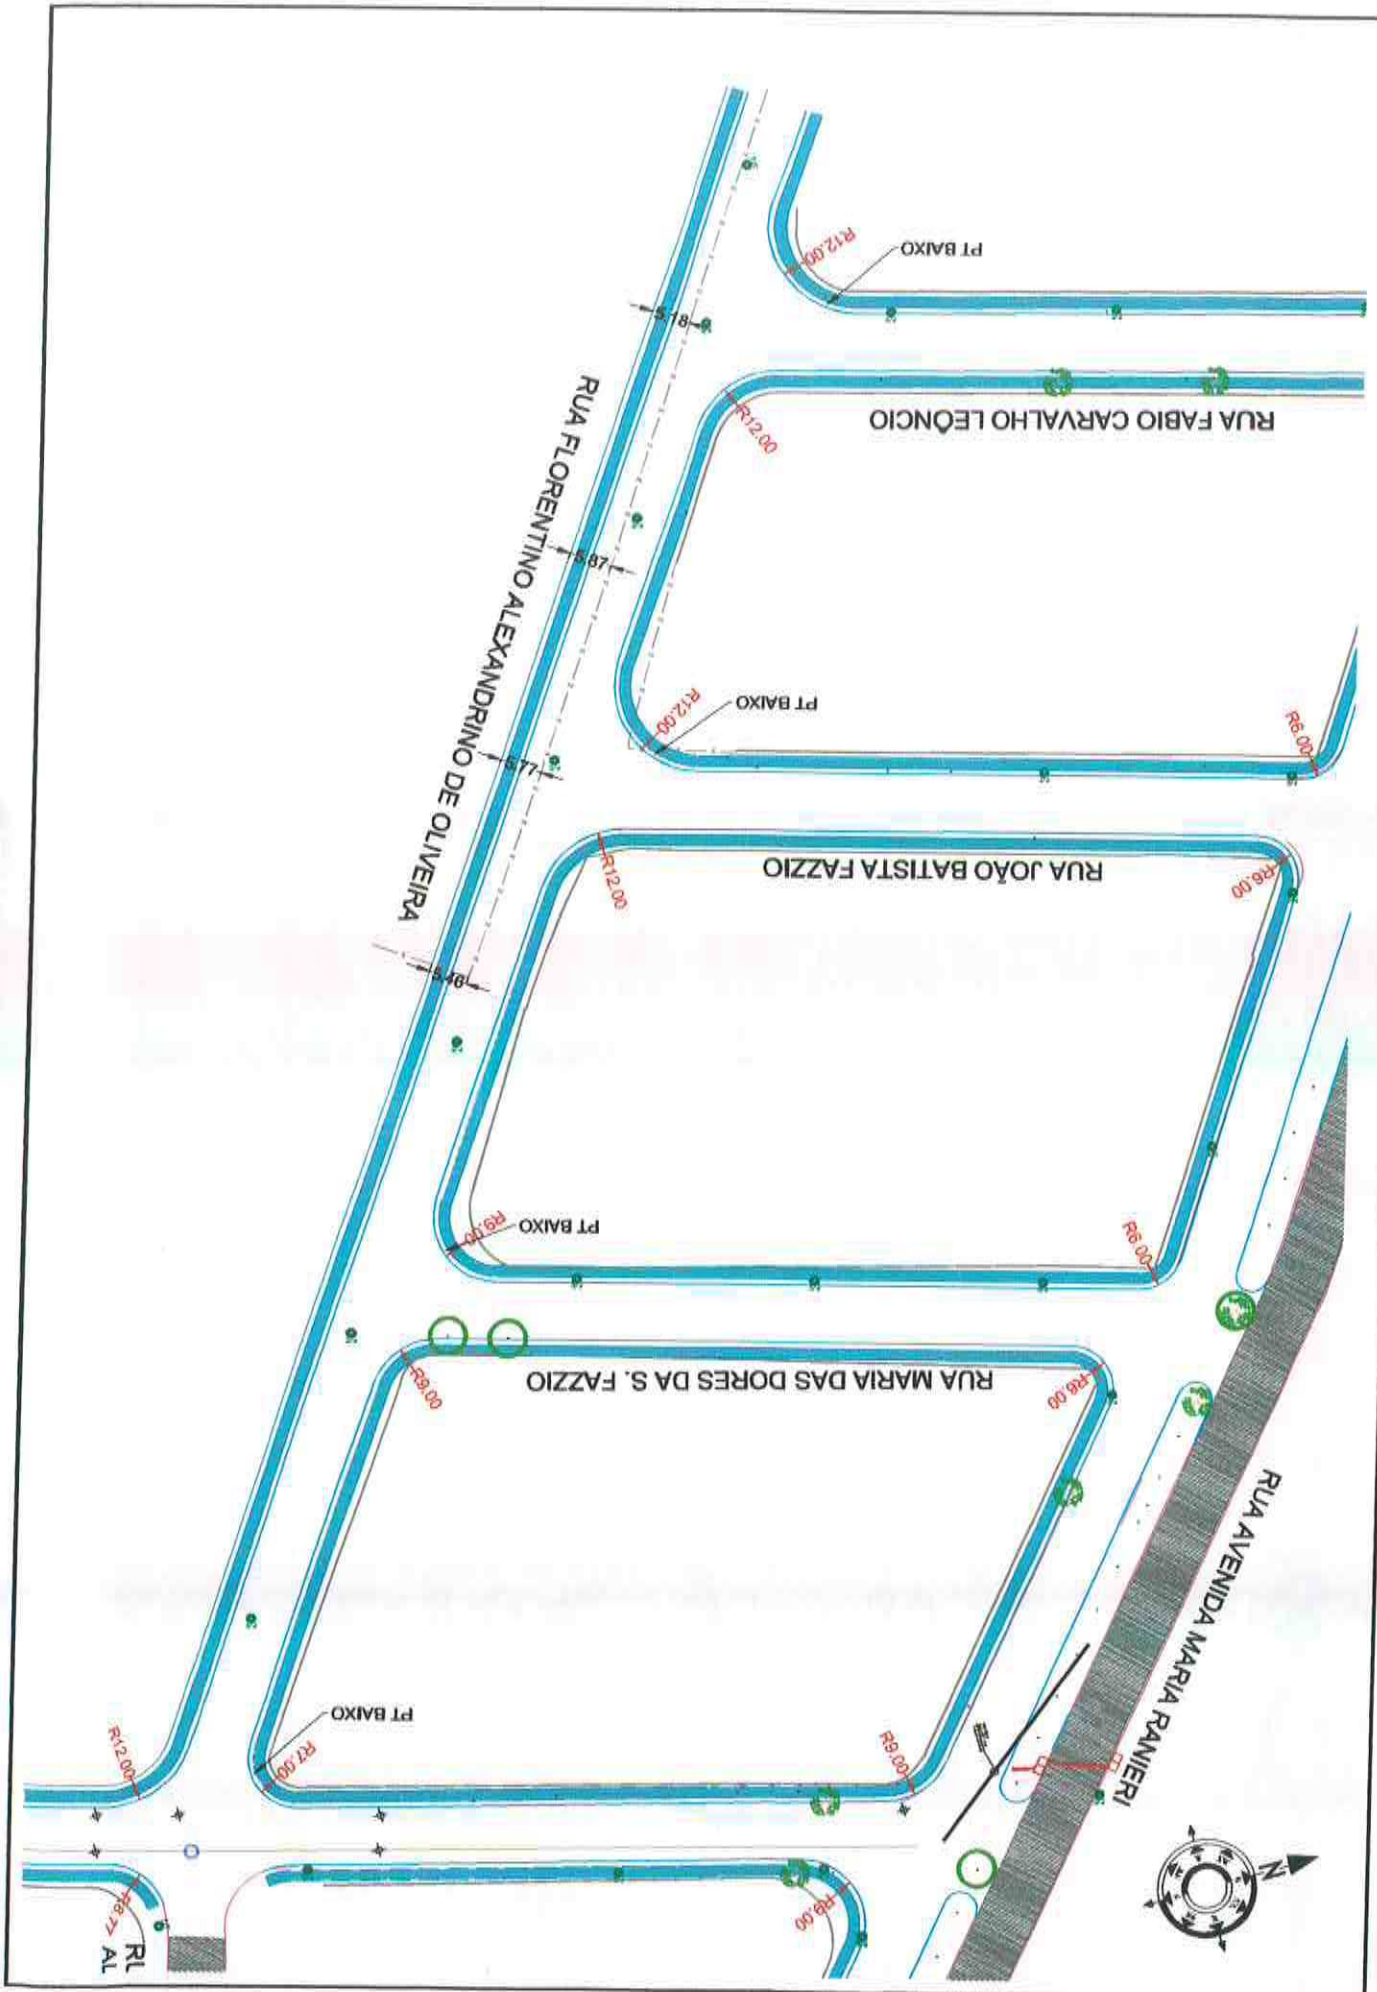 R12.00
PT BAIXO
5.18
RUA FABIO CARVALHO LEÔNCIO
R12.00
RUA FLORENTINO ALEXANDRINO DE OLIVEIRA
5.87
R12.00
PT BAIXO
R6.00
5.77
R12.00
RUA JOÃO BATISTA FAZZIO
R6.00
5.46
R9.00
PT BAIXO
R6.00
R9.00
RUA MARIA DAS DORES DA S. FAZZIO
R6.00
RUA AVENIDA MARIA RANIERI
PT BAIXO
R12.00
R7.00
R9.00
N
R9.00
RL
AL